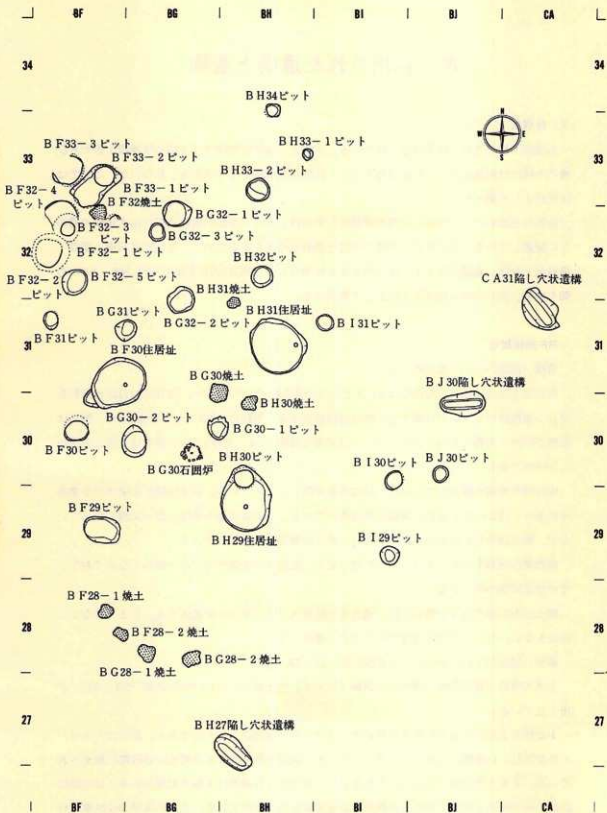 BF BG BH BI BJ CA
34 34
BH34ピット
BH33-1ピット
N
W E
S
33 33
BF33-3ピット
BF33-2ピット
BH33-2ピット
BF32-4
ピット
BF33-1ピット
BF32焼土
BG32-1ピット
BF32-3
ピット
BG32-3ピット
32 32
BF32-1ピット
BH32ピット
BF32-2
ピット
BF32-5ピット
CA31陥し穴状遺構
BH31焼土
BG31ピット
BG32-2ピット
BH31住居址
BI31ピット
31 31
BF31ピット
BF30住居址
BG30焼土
BJ30陥し穴状遺構
BH30焼土
BG30-2ピット
BG30-1ピット
30 30
BF30ピット
BG30石囲炉
BH30ピット
BI30ピット
BJ30ピット
BF29ピット
29 29
BH29住居址
BI29ピット
BF28-1焼土
28 28
BF28-2焼土
BG28-2焼土
BG28-1焼土
27 27
BH27陥し穴状遺構
BF BG BH BI BJ CA